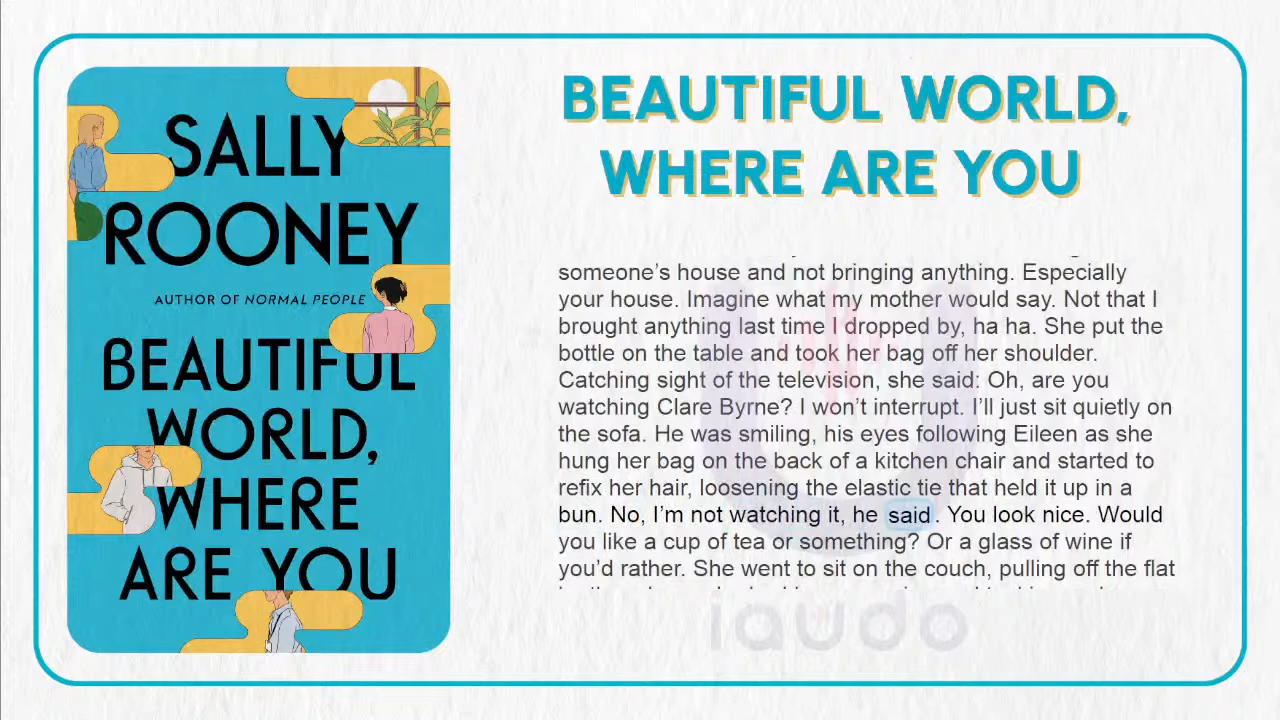 SALLY
ROONEY
AUTHOR OF NORMAL PEOPLE
BEAUTIFUL
WORLD,
WHERE
ARE YOU
BEAUTIFUL WORLD,
WHERE ARE YOU
someone’s house and not bringing anything. Especially
your house. Imagine what my mother would say. Not that I
brought anything last time I dropped by, ha ha. She put the
bottle on the table and took her bag off her shoulder.
Catching sight of the television, she said: Oh, are you
watching Clare Byrne? I won’t interrupt. I’ll just sit quietly on
the sofa. He was smiling, his eyes following Eileen as she
hung her bag on the back of a kitchen chair and started to
refix her hair, loosening the elastic tie that held it up in a
bun. No, I’m not watching it, he said. You look nice. Would
you like a cup of tea or something? Or a glass of wine if
you’d rather. She went to sit on the couch, pulling off the flat
iaudo